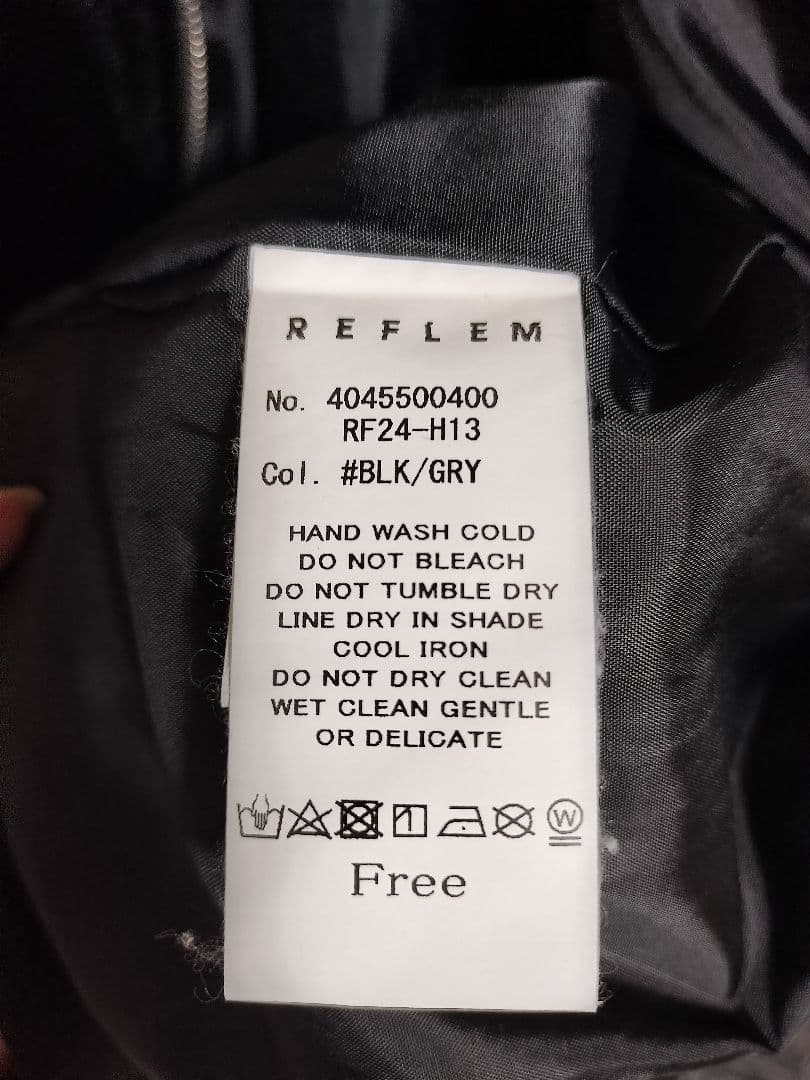 REFLEM
No. 4045500400
RF24-H13
Col. #BLK/GRY
HAND WASH COLD
DO NOT BLEACH
DO NOT TUMBLE DRY
LINE DRY IN SHADE
COOL IRON
DO NOT DRY CLEAN
WET CLEAN GENTLE
OR DELICATE
W
Free